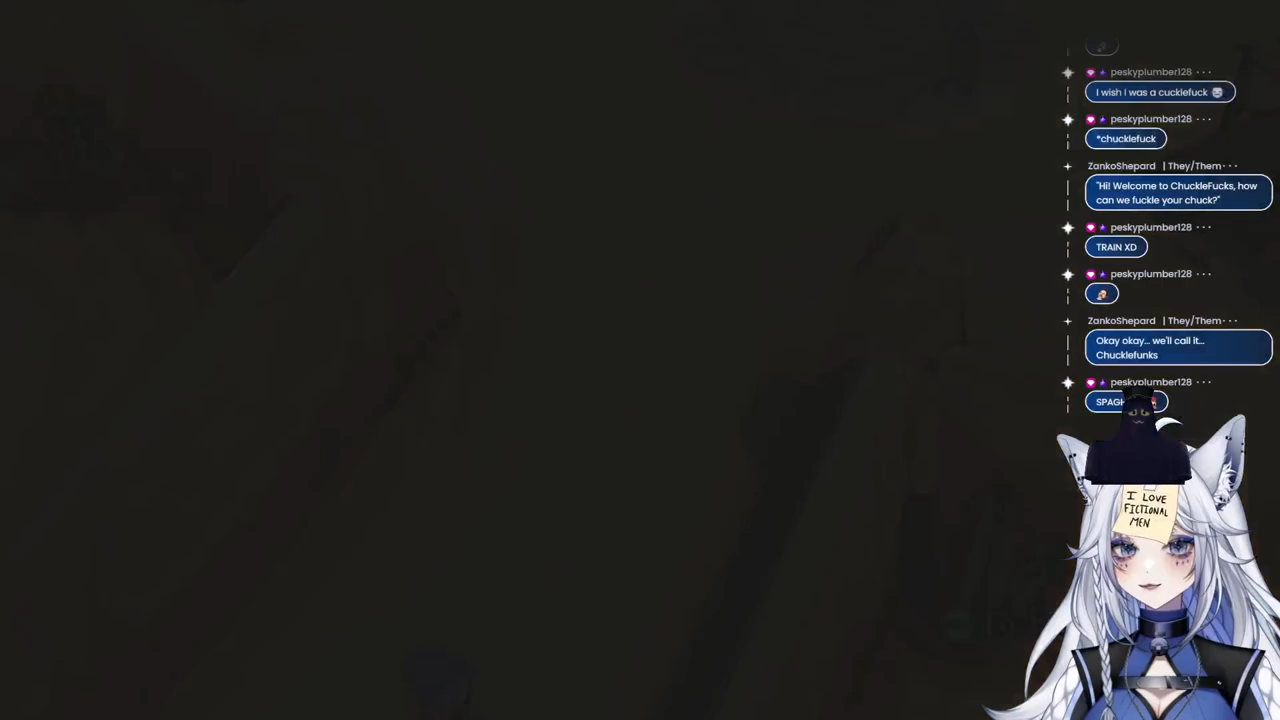 peskyplumber128 ···
I wish I was a cucklefuck
peskyplumber128 ···
*chucklefuck
ZankoShepard | They/Them···
"Hi! Welcome to ChuckleFucks, how
can we fuckle your chuck?"
peskyplumber128 ···
TRAIN XD
peskyplumber128 ···
ZankoShepard | They/Them···
Okay okay... we'll call it...
Chucklefunks
peskyplumber128 ···
I LOVE
FICTIONAL
MEN